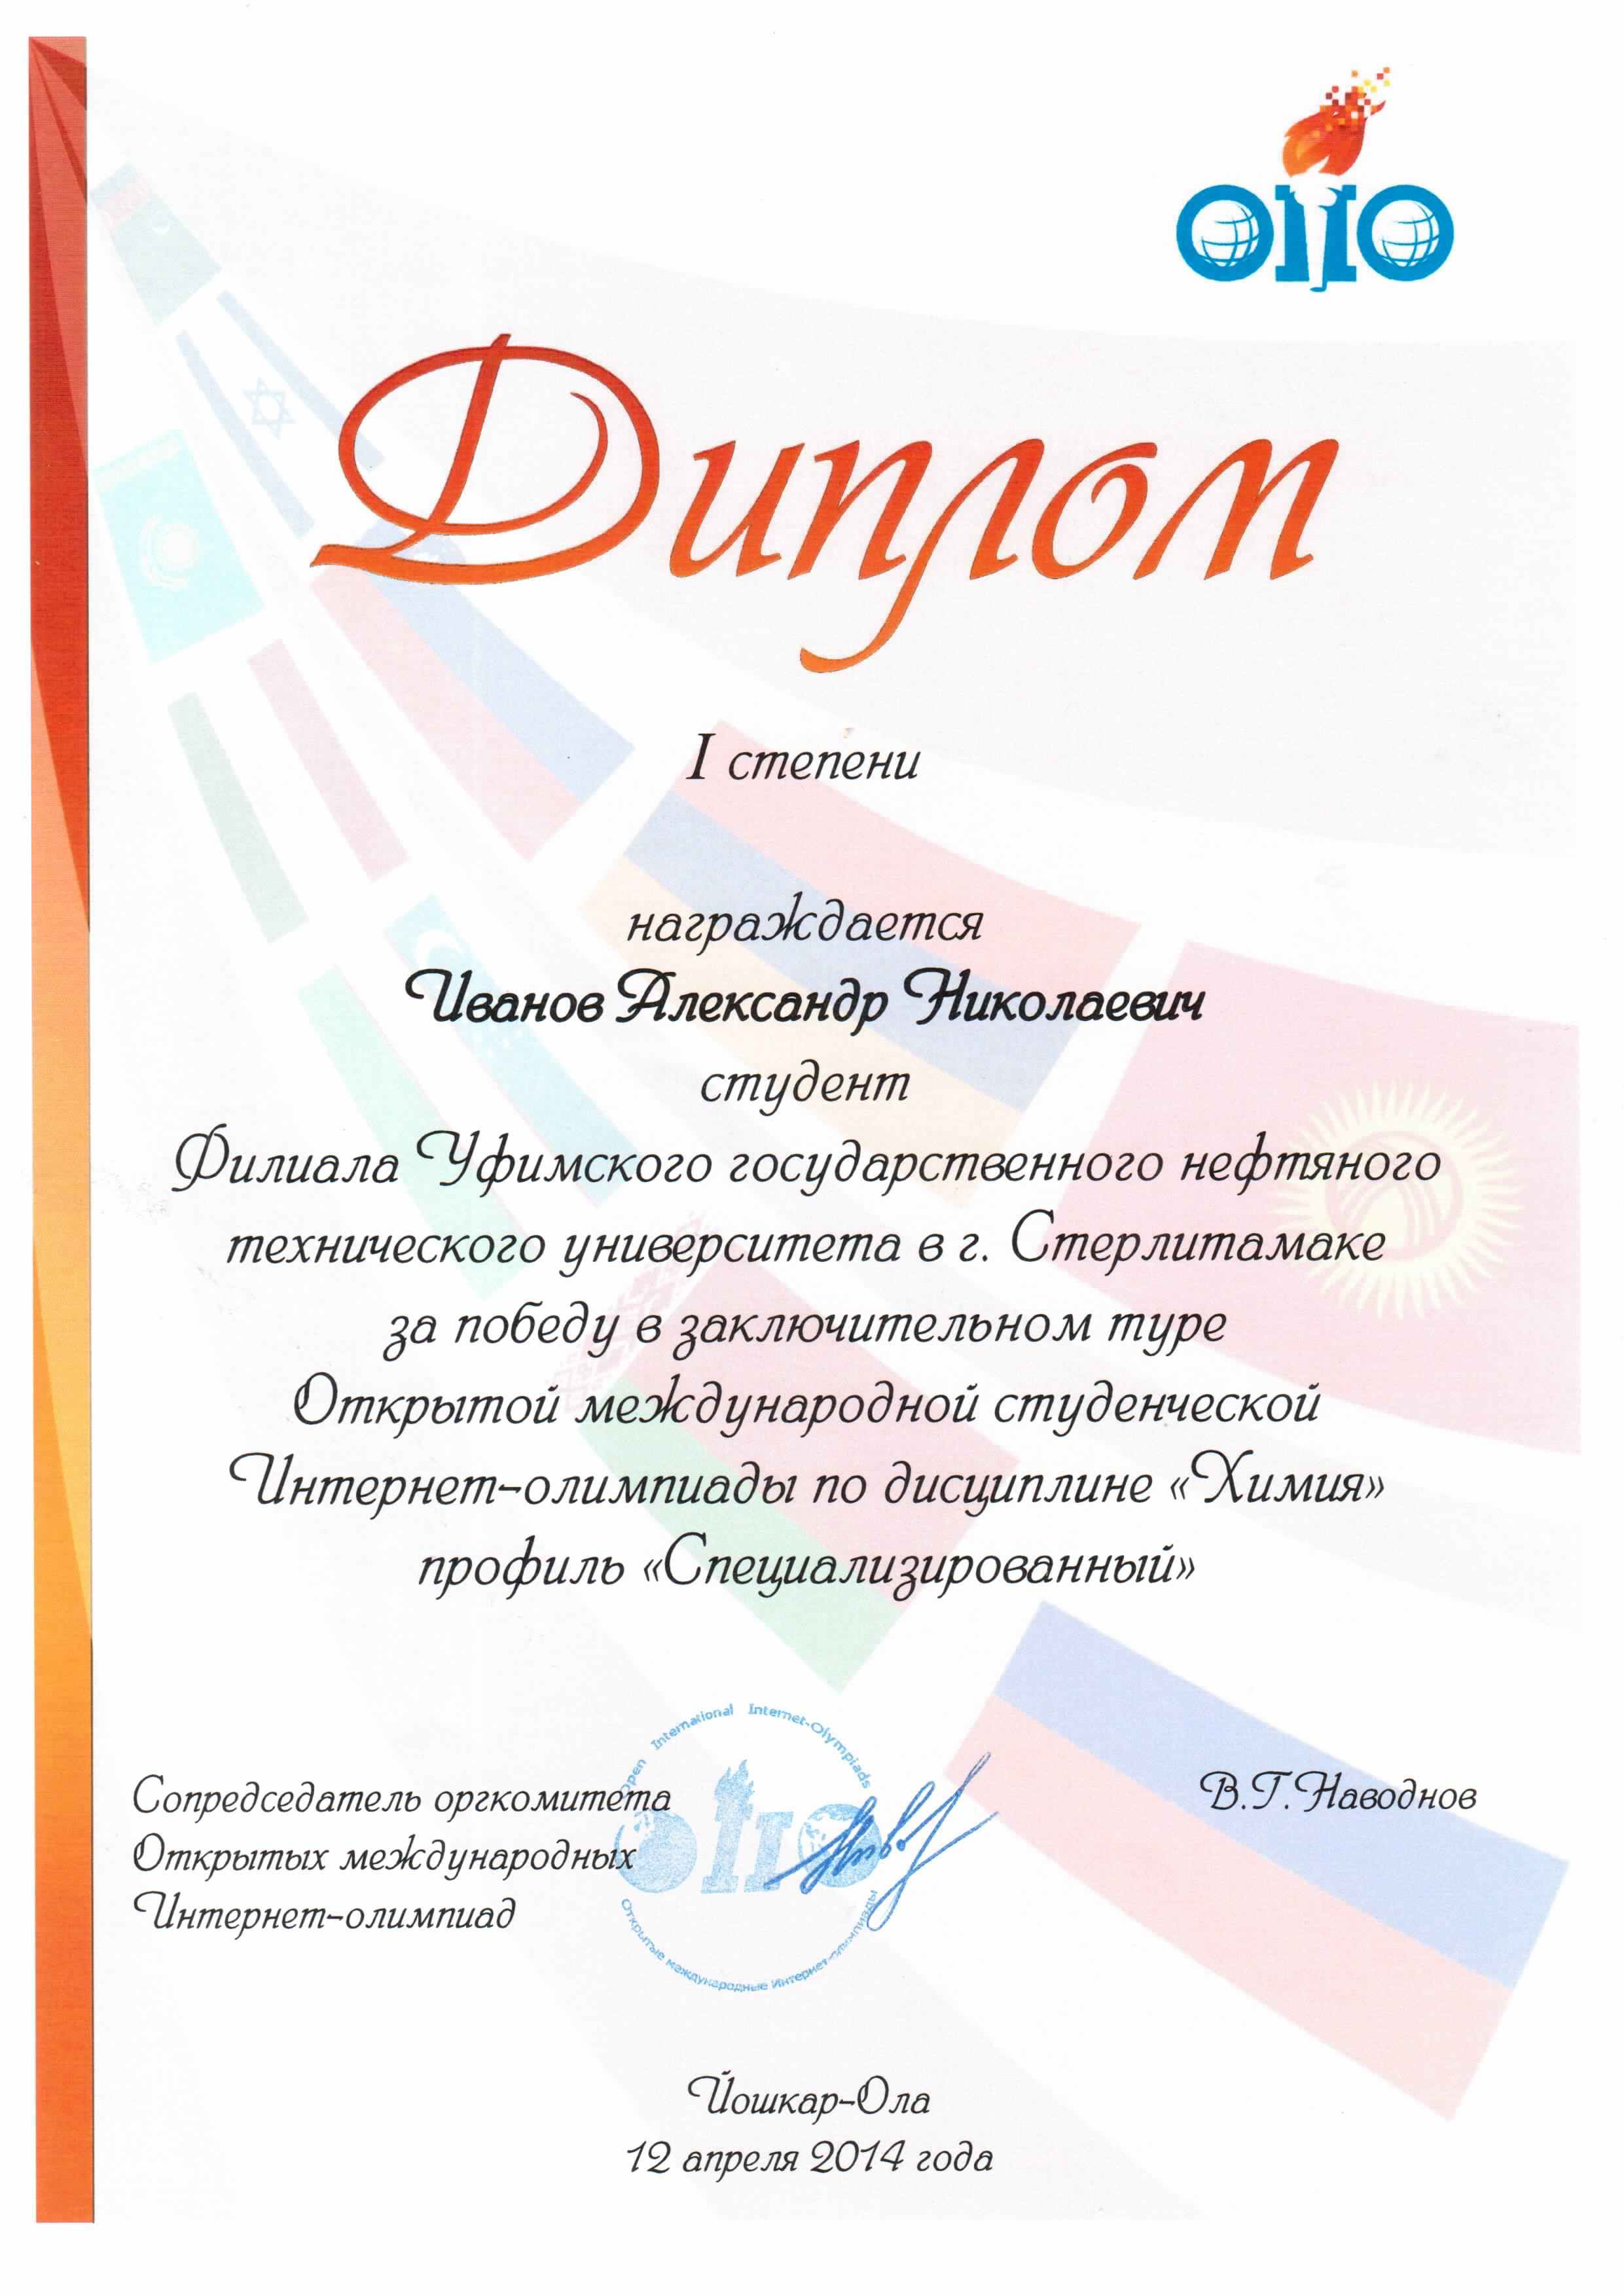 OIIO
Диплом
I степени
награждается
Иванов Александр Николаевич
студент
Филиала Уфимского государственного нефтяного
технического университета в г. Стерлитамаке
за победу в заключительном туре
Открытой международной студенческой
Интернет-олимпиады по дисциплине «Химия»
профиль «Специализированный»
Сопредседатель оргкомитета
Открытых международных
Интернет-олимпиад
Open International Internet-Olympiads
OIIO
Открытые международные Интернет-олимпиады
В.Г.Наводнов
Йошкар-Ола
12 апреля 2014 года